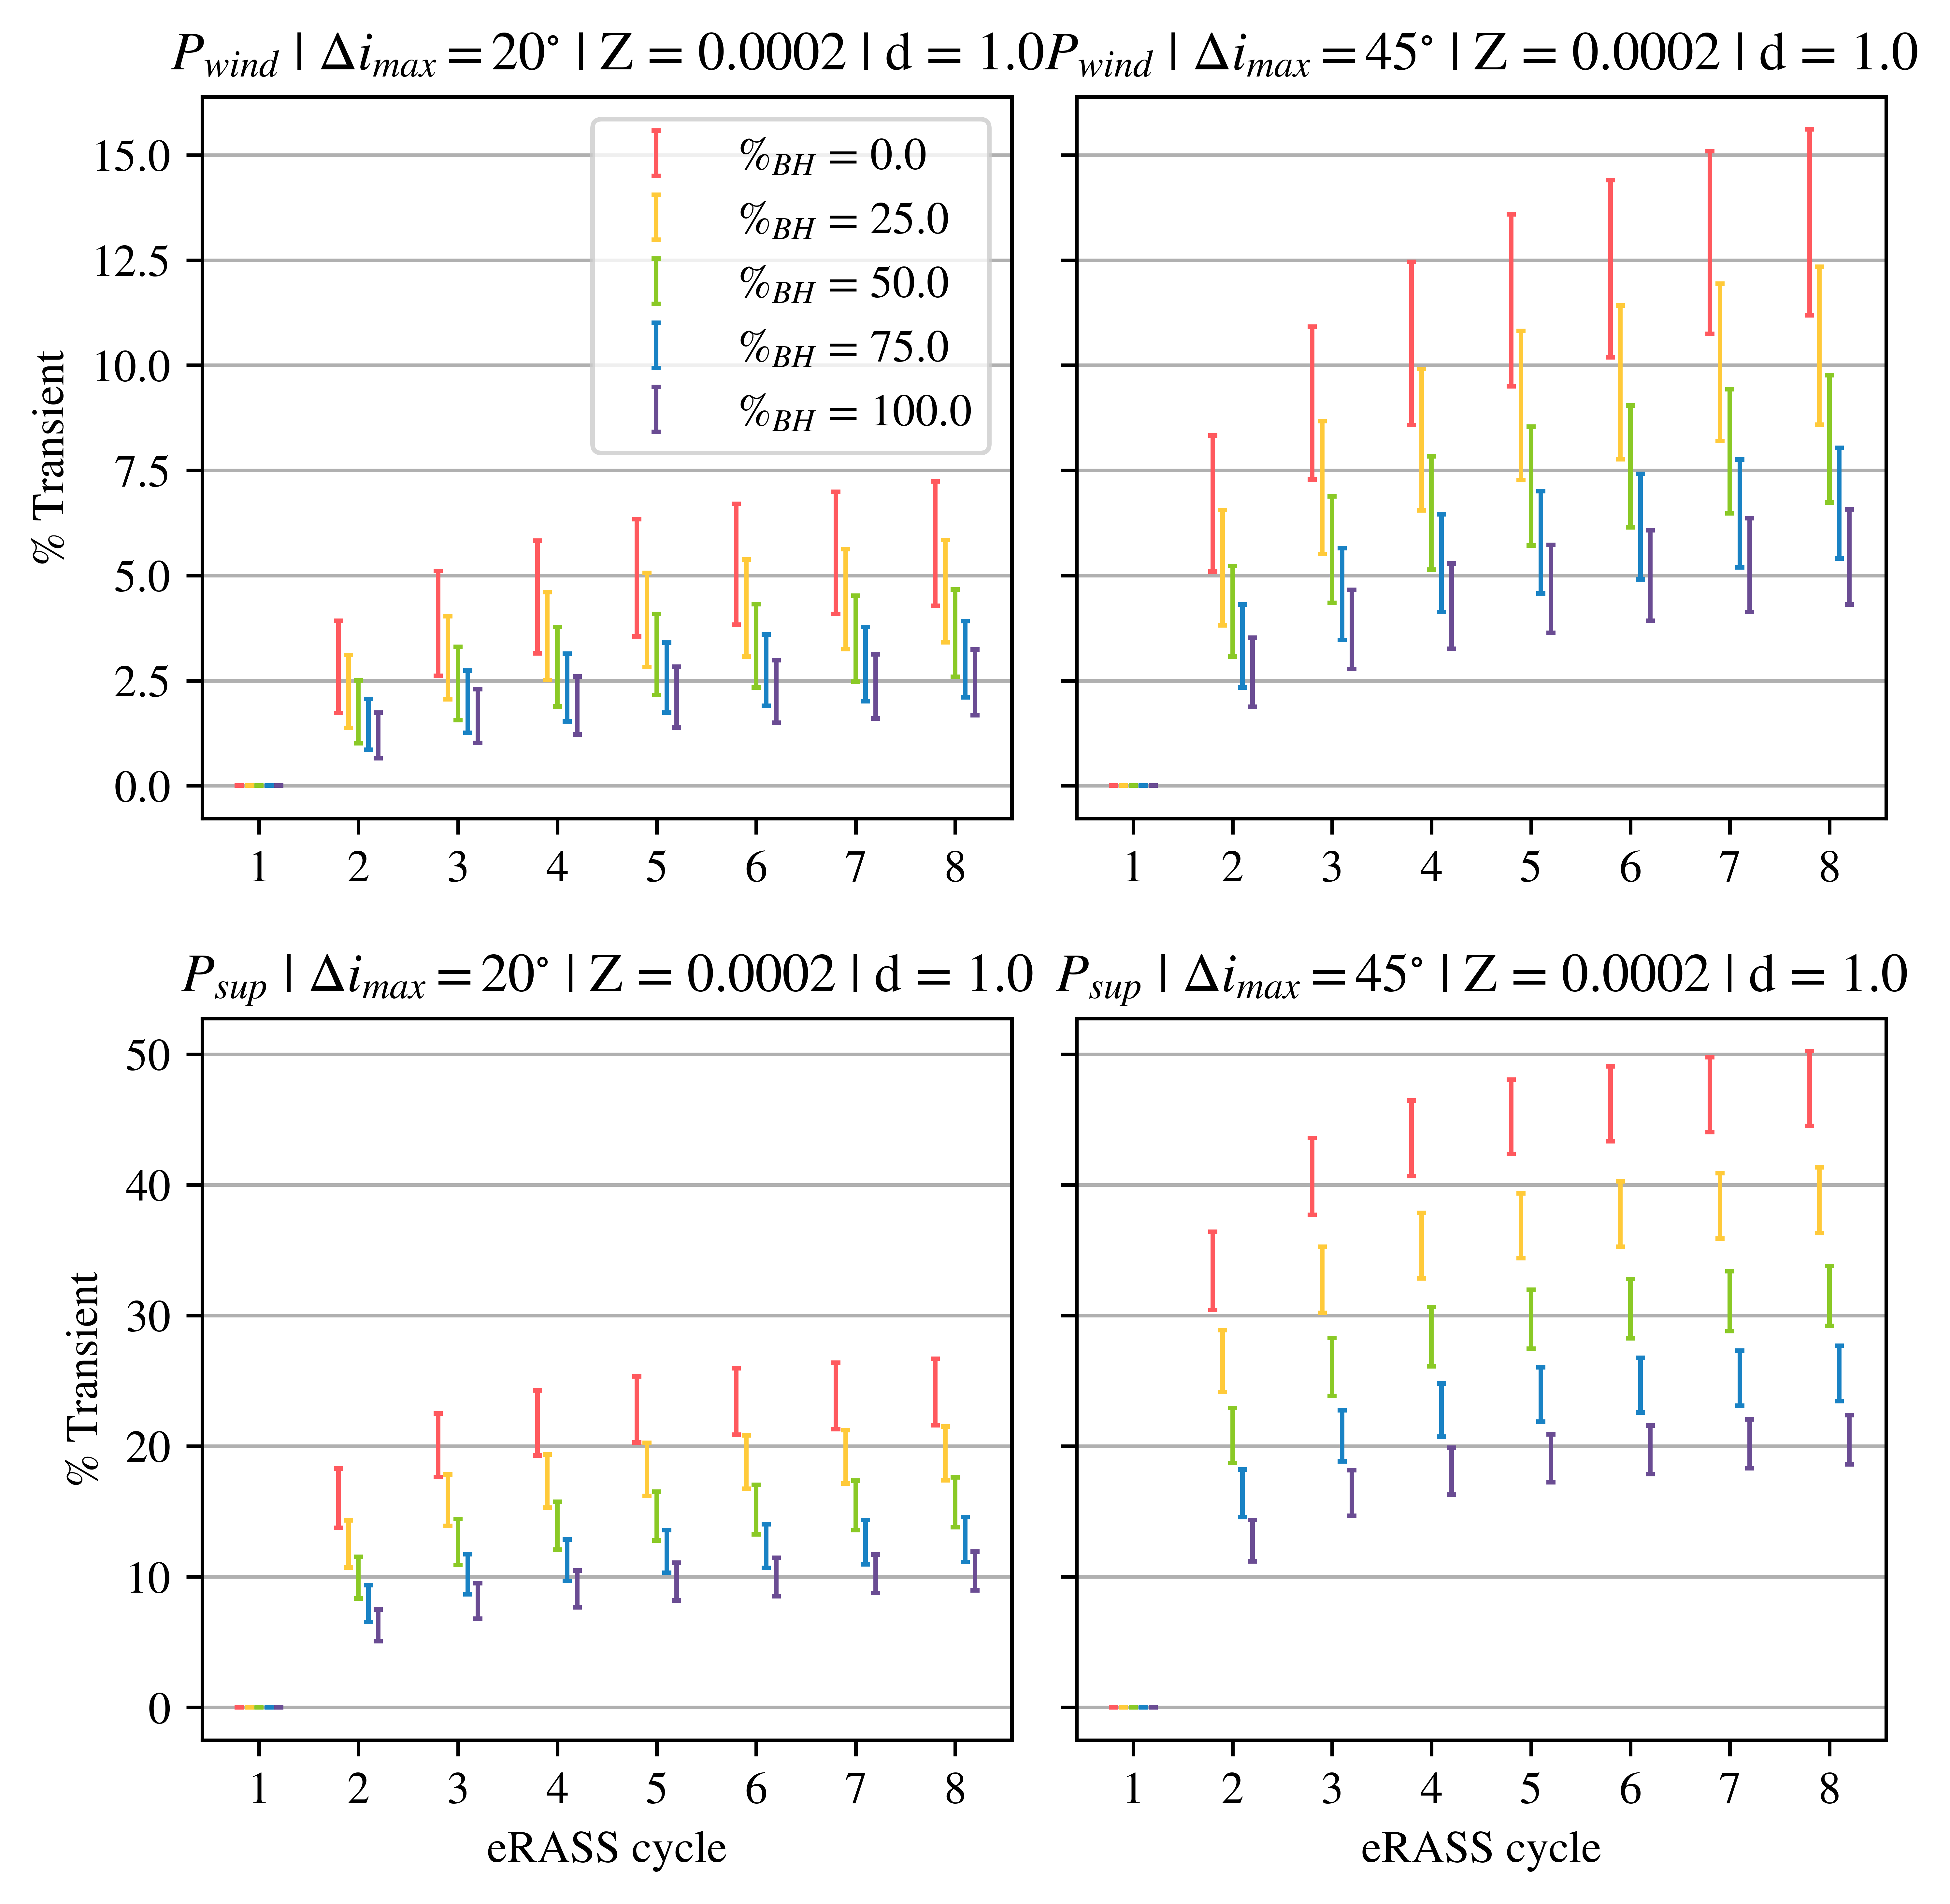 P_wind | Δi_max = 20° | Z = 0.0002 | d = 1.0
P_wind | Δi_max = 45° | Z = 0.0002 | d = 1.0
%_BH = 0.0
%_BH = 25.0
%_BH = 50.0
%_BH = 75.0
%_BH = 100.0
% Transient
15.0
12.5
10.0
7.5
5.0
2.5
0.0
1 2 3 4 5 6 7 8
1 2 3 4 5 6 7 8
P_sup | Δi_max = 20° | Z = 0.0002 | d = 1.0
P_sup | Δi_max = 45° | Z = 0.0002 | d = 1.0
% Transient
50
40
30
20
10
0
1 2 3 4 5 6 7 8
1 2 3 4 5 6 7 8
eRASS cycle
eRASS cycle